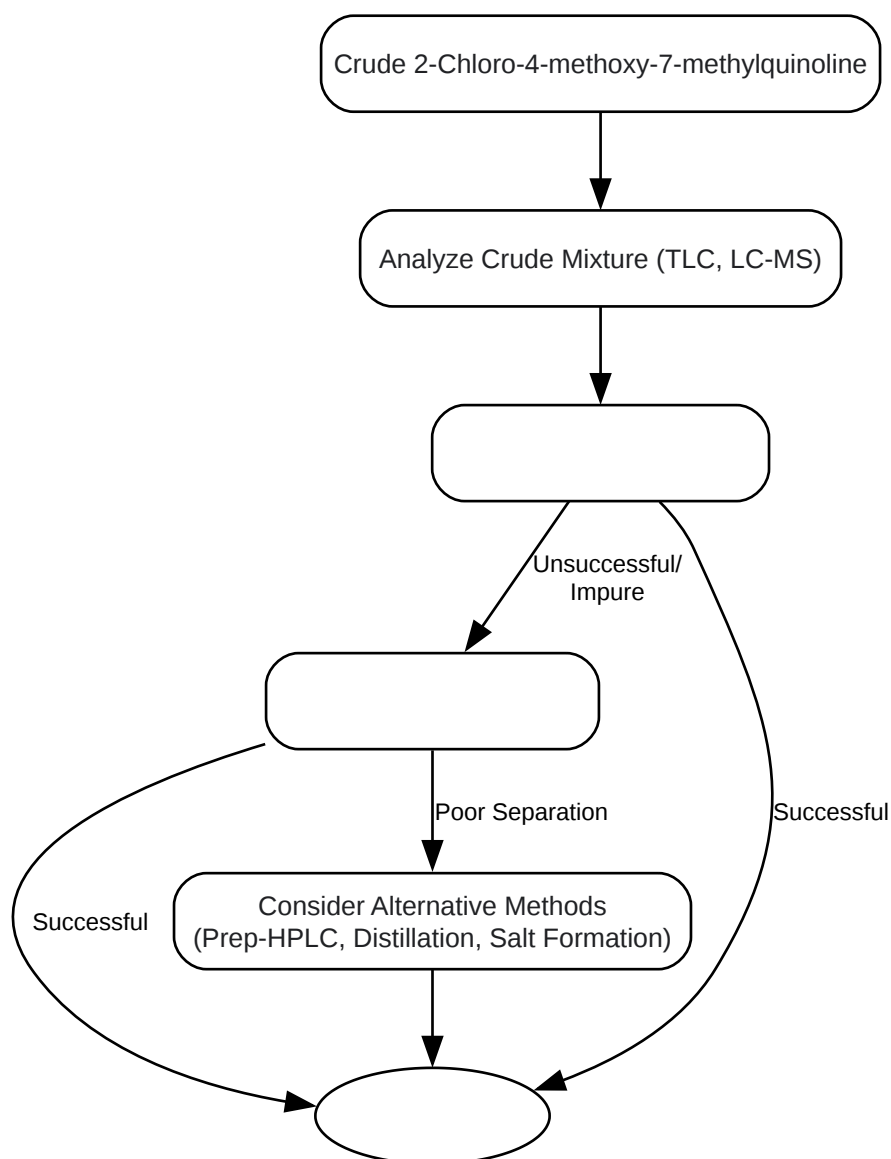 Crude 2-Chloro-4-methoxy-7-methylquinoline
Analyze Crude Mixture (TLC, LC-MS)
Unsuccessful/
Impure
Poor Separation
Successful
Consider Alternative Methods
(Prep-HPLC, Distillation, Salt Formation)
Successful